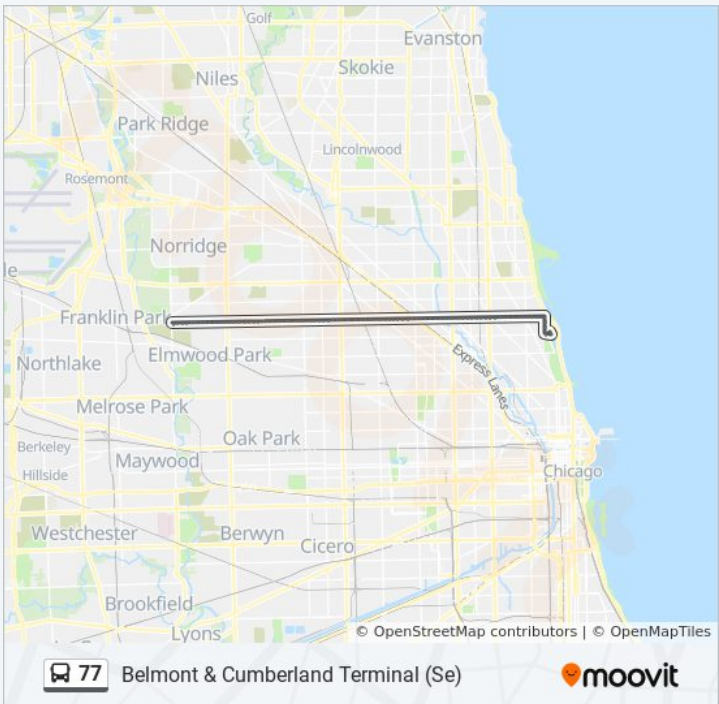 Golf
Evanston
Skokie
Niles
Park Ridge
Lincolnwood
Rosemont
Norridge
le
Franklin Park
Elmwood Park
Northlake
Express Lanes
Melrose Park
Oak Park
Berkeley
Maywood
Chicago
Hillside
Westchester
Berwyn
Cicero
Brookfield
Lyons
© OpenStreetMap contributors | © OpenMapTiles
77 Belmont & Cumberland Terminal (Se)
moovit